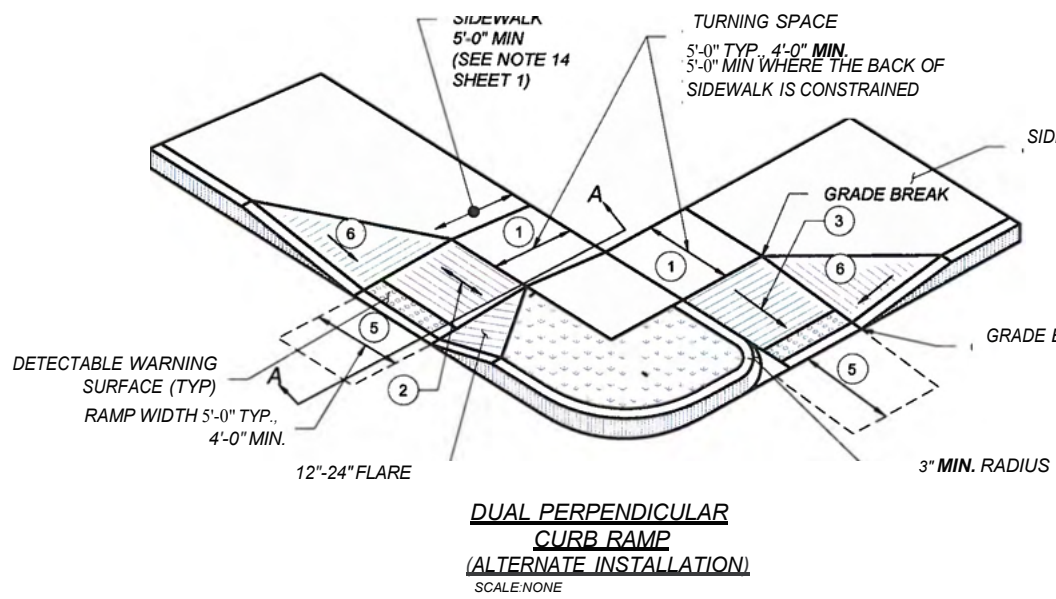 SIDEWALK
5'-0" MIN
(SEE NOTE 14
SHEET 1)
TURNING SPACE
5'-0" TYP., 4'-0" MIN.
5'-0" MIN WHERE THE BACK OF
SIDEWALK IS CONSTRAINED
GRADE BREAK
A
6
1
3
1
6
5
5
DETECTABLE WARNING
SURFACE (TYP)
A
2
RAMP WIDTH 5'-0" TYP.,
4'-0" MIN.
12"-24" FLARE
3" MIN. RADIUS
DUAL PERPENDICULAR
CURB RAMP
(ALTERNATE INSTALLATION)
SCALE:NONE